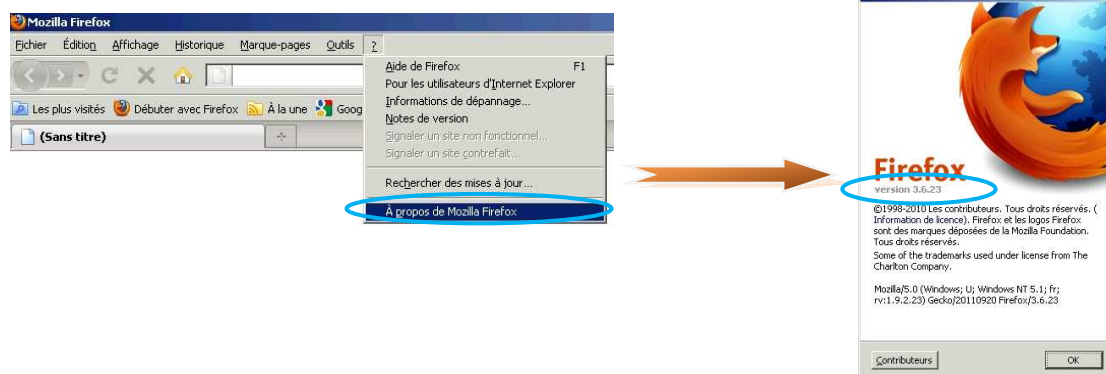 Mozilla Firefox
Fichier Édition Affichage Historique Marque-pages Outils ?
Les plus visités Débuter avec Firefox À la une Goog
(Sans titre)
Aide de Firefox F1
Pour les utilisateurs d'Internet Explorer
Informations de dépannage...
Notes de version
Signaler un site non fonctionnel...
Signaler un site contrefait...
Rechercher des mises à jour...
À propos de Mozilla Firefox
Firefox
version 3.6.23
©1998-2010 Les contributeurs. Tous droits réservés. (
Information de licence). Firefox et les logos Firefox
sont des marques déposées de la Mozilla Foundation.
Tous droits réservés.
Some of the trademarks used under license from The
Charlton Company.
Mozilla/5.0 (Windows; U; Windows NT 5.1; fr;
rv:1.9.2.23) Gecko/20110920 Firefox/3.6.23
Contributeurs OK